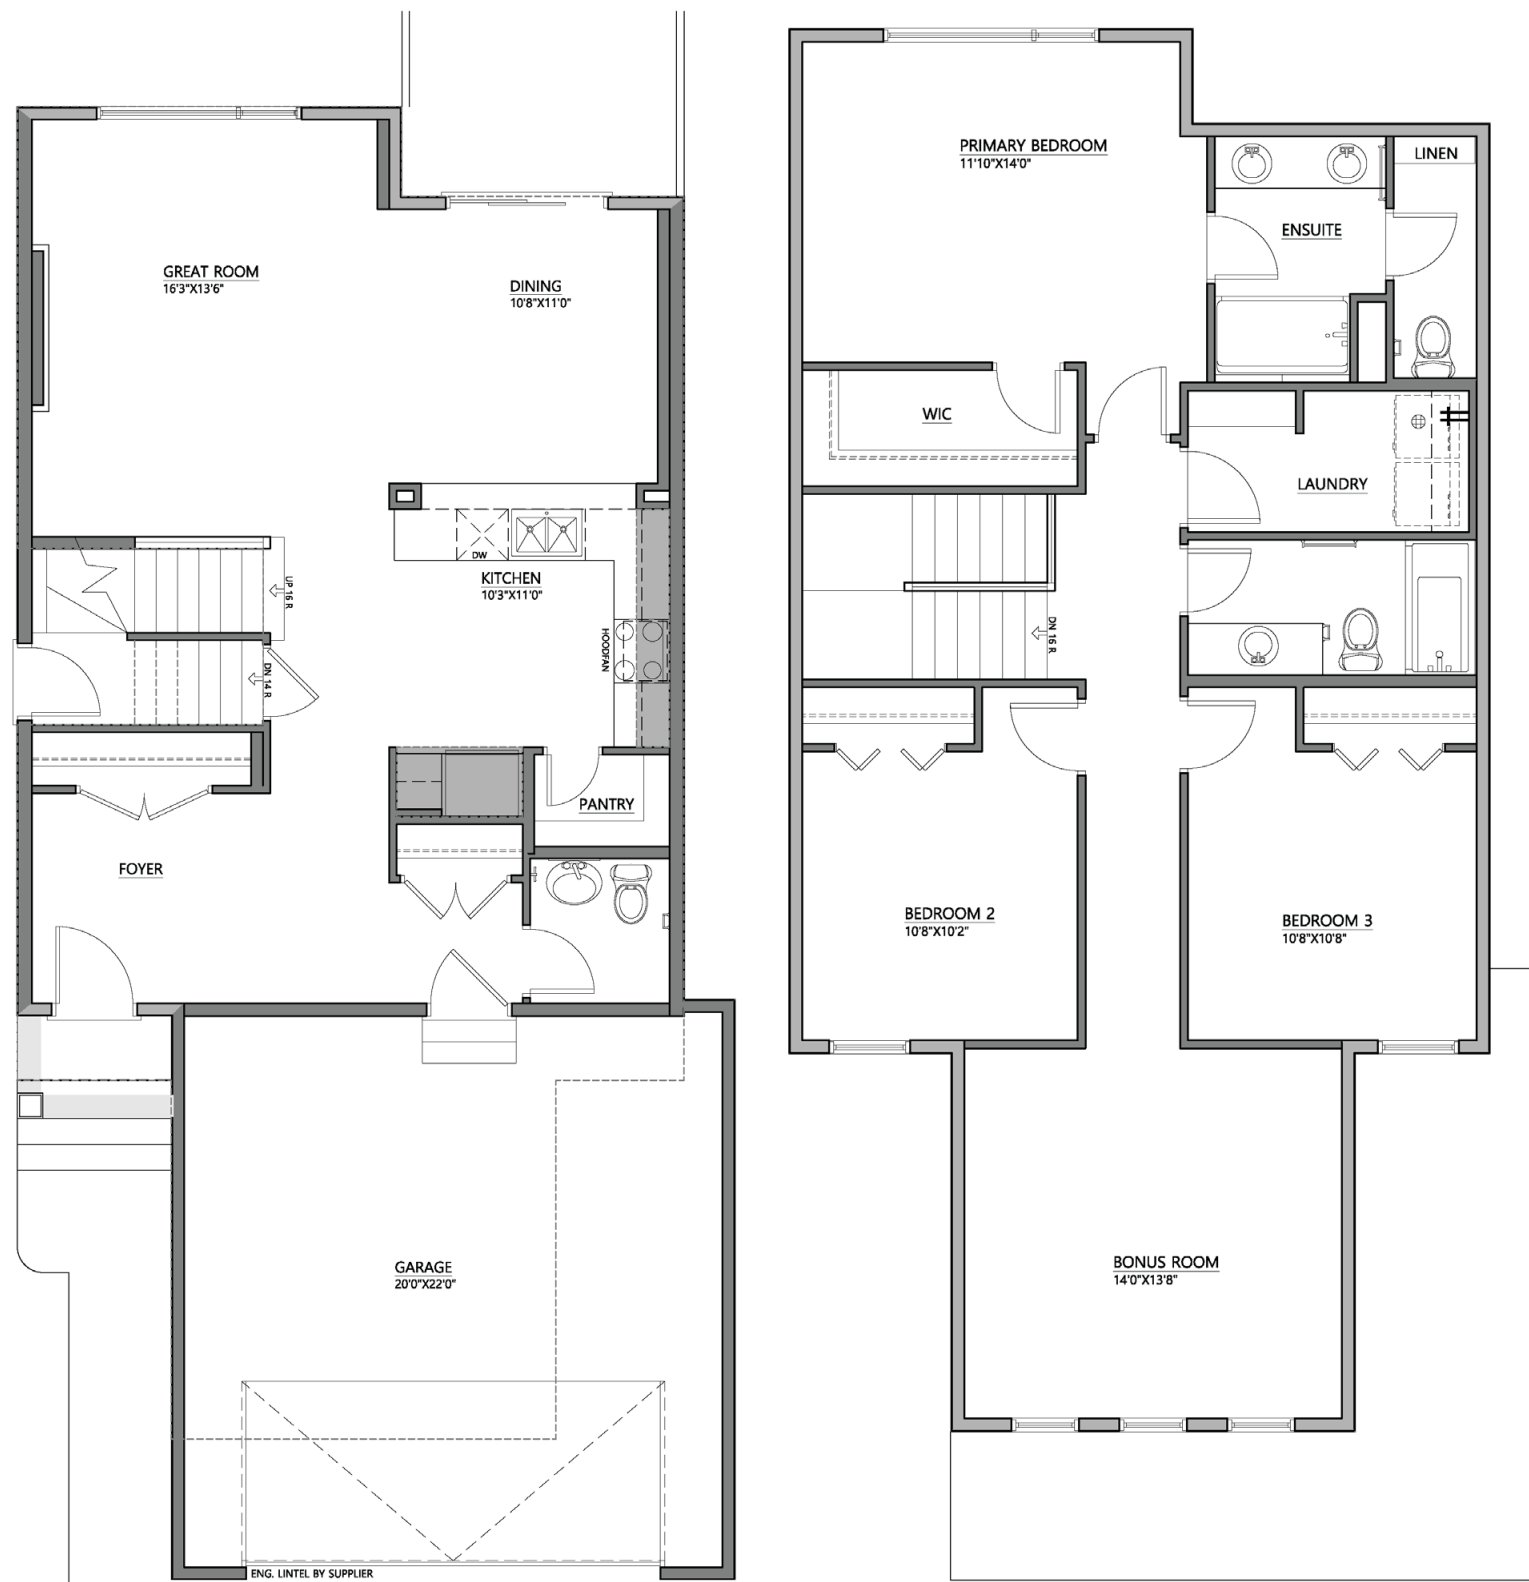 GREAT ROOM
16'3"X13'6"
DINING
10'8"X11'0"
DW
KITCHEN
10'3"X11'0"
UP 16 R
HOODFAN
DN 14 R
PANTRY
FOYER
GARAGE
20'0"X22'0"
ENG. LINTEL BY SUPPLIER
PRIMARY BEDROOM
11'10"X14'0"
LINEN
ENSUITE
WIC
LAUNDRY
DN 16 R
BEDROOM 2
10'8"X10'2"
BEDROOM 3
10'8"X10'8"
BONUS ROOM
14'0"X13'8"